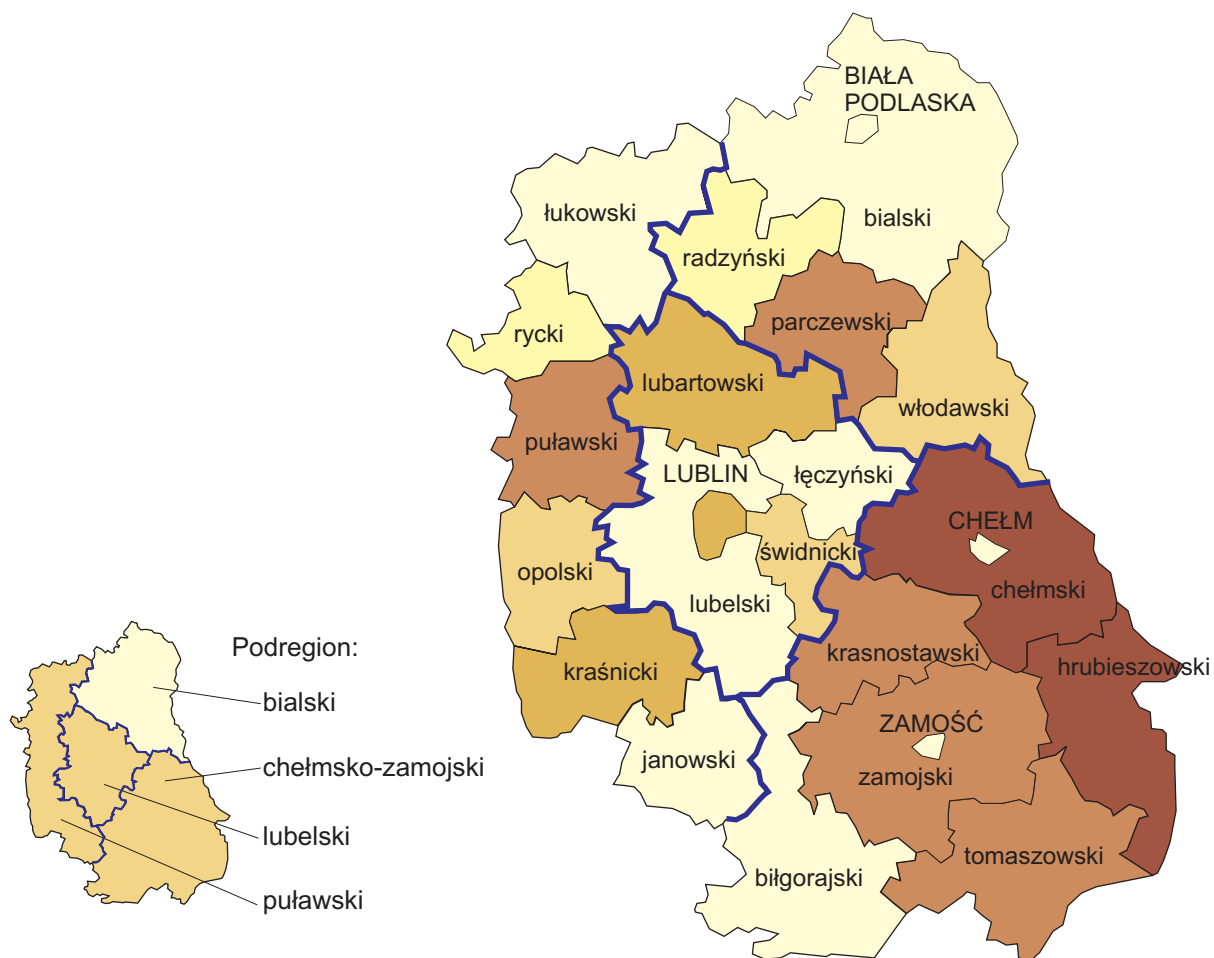 BIAŁA
PODLASKA
łukowski
bialski
radzyński
rycki
parczewski
lubartowski
włodawski
puławski
LUBLIN
łęczyński
CHEŁM
świdnicki
opolski
chełmski
lubelski
krasnostawski
hrubieszowski
kraśnicki
ZAMOŚĆ
janowski
zamojski
tomaszowski
biłgorajski
Podregion:
bialski
chełmsko-zamojski
lubelski
puławski